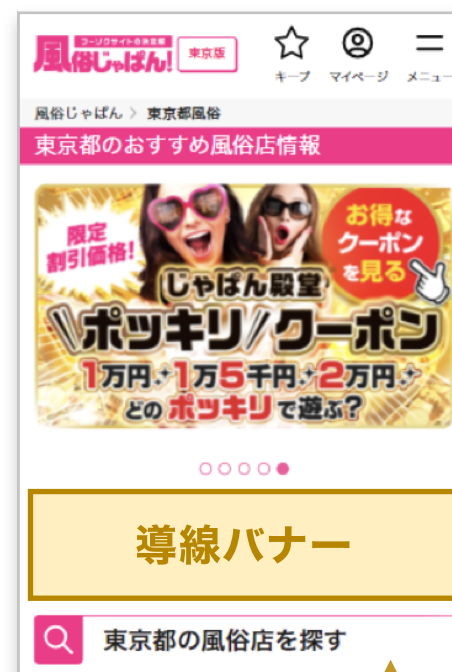 フーゾクサイトの決定版
風俗じゃぱん!
東京版
キープ
マイページ
メニュー
風俗じゃぱん > 東京都風俗
東京都のおすすめ風俗店情報
限定
割引価格!
お得な
クーポン
を見る
じゃぱん殿堂
\ポッキリ/クーポン
1万円 1万5千円 2万円
どのポッキリで遊ぶ?
導線バナー
東京都の風俗店を探す